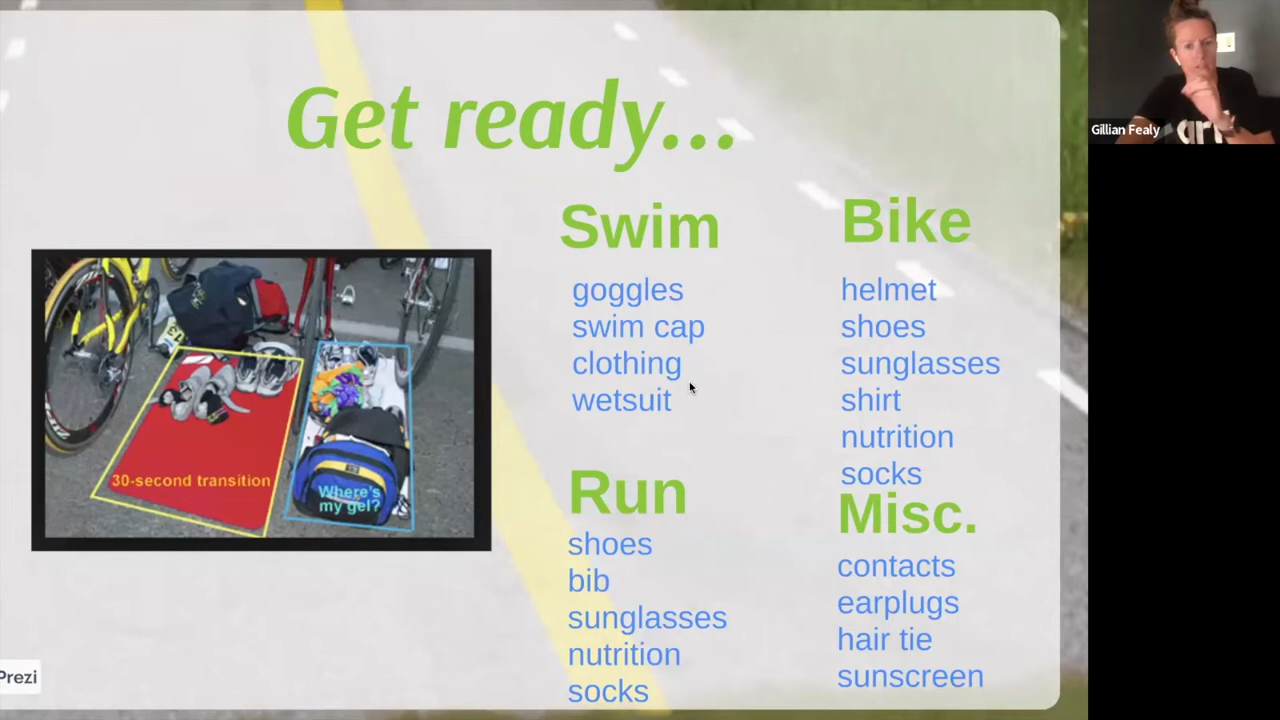 Get ready...
Swim
goggles
swim cap
clothing
wetsuit
Bike
helmet
shoes
sunglasses
shirt
nutrition
socks
Run
shoes
bib
sunglasses
nutrition
socks
Misc.
contacts
earplugs
hair tie
sunscreen
30-second transition
Where's
my gel?
Prezi
Gillian Fealy